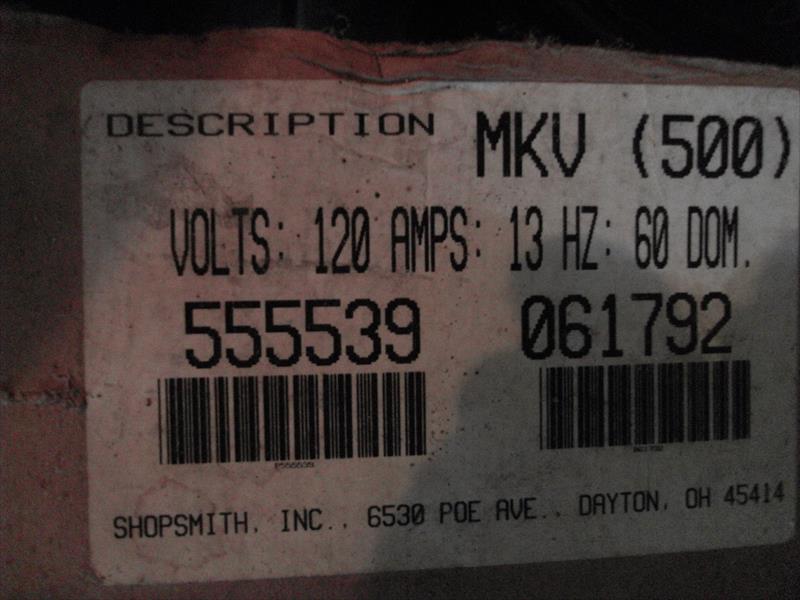 DESCRIPTION MKV (500)
VOLTS: 120 AMPS: 13 HZ: 60 DOM.
555539 061792
SHOPSMITH, INC., 6530 POE AVE., DAYTON, OH 45414